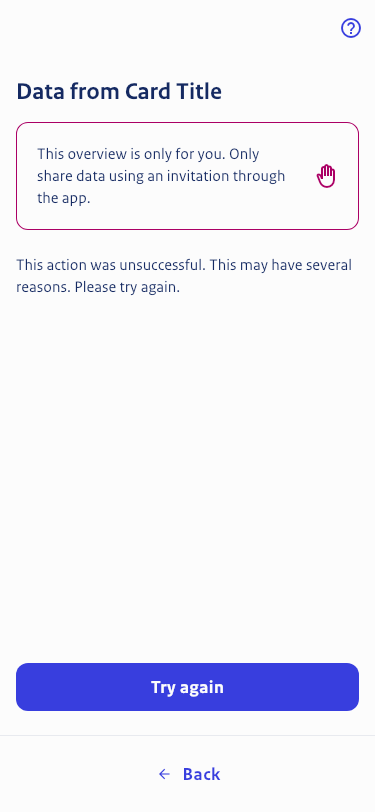 Data from Card Title
This overview is only for you. Only
share data using an invitation through
the app.
This action was unsuccessful. This may have several
reasons. Please try again.
Try again
Back